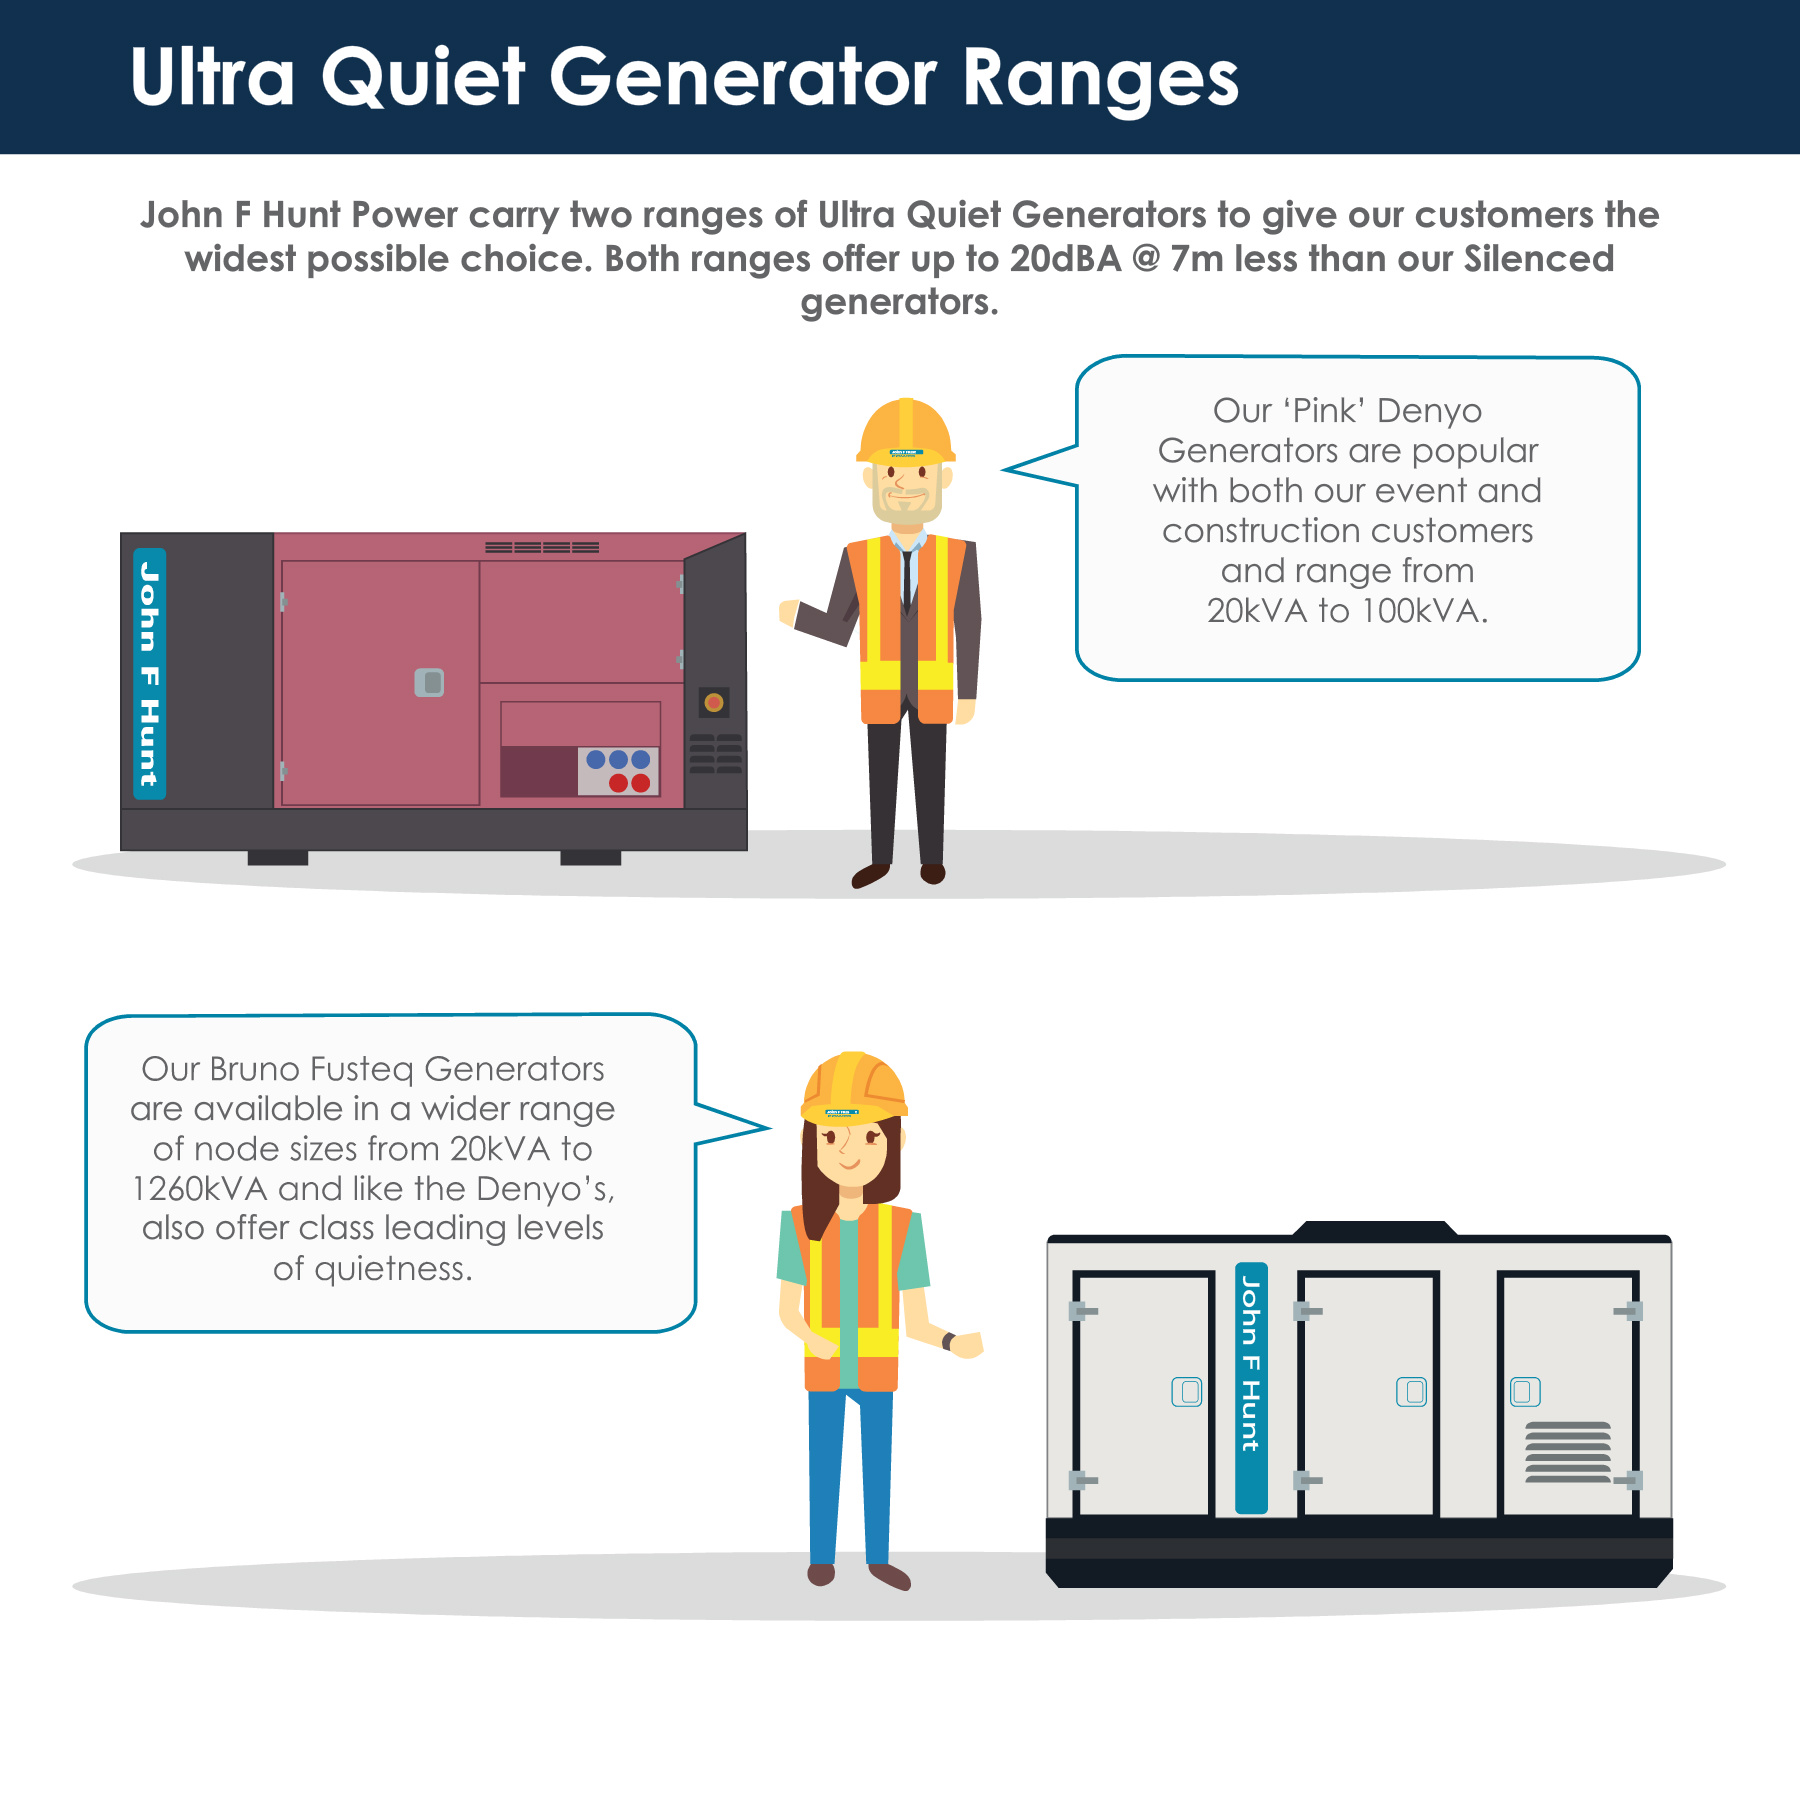 Ultra Quiet Generator Ranges
John F Hunt Power carry two ranges of Ultra Quiet Generators to give our customers the
widest possible choice. Both ranges offer up to 20dBA @ 7m less than our Silenced
generators.
Our ‘Pink’ Denyo
Generators are popular
with both our event and
construction customers
and range from
20kVA to 100kVA.
John F Hunt
Our Bruno Fusteq Generators
are available in a wider range
of node sizes from 20kVA to
1260kVA and like the Denyo’s,
also offer class leading levels
of quietness.
John F Hunt